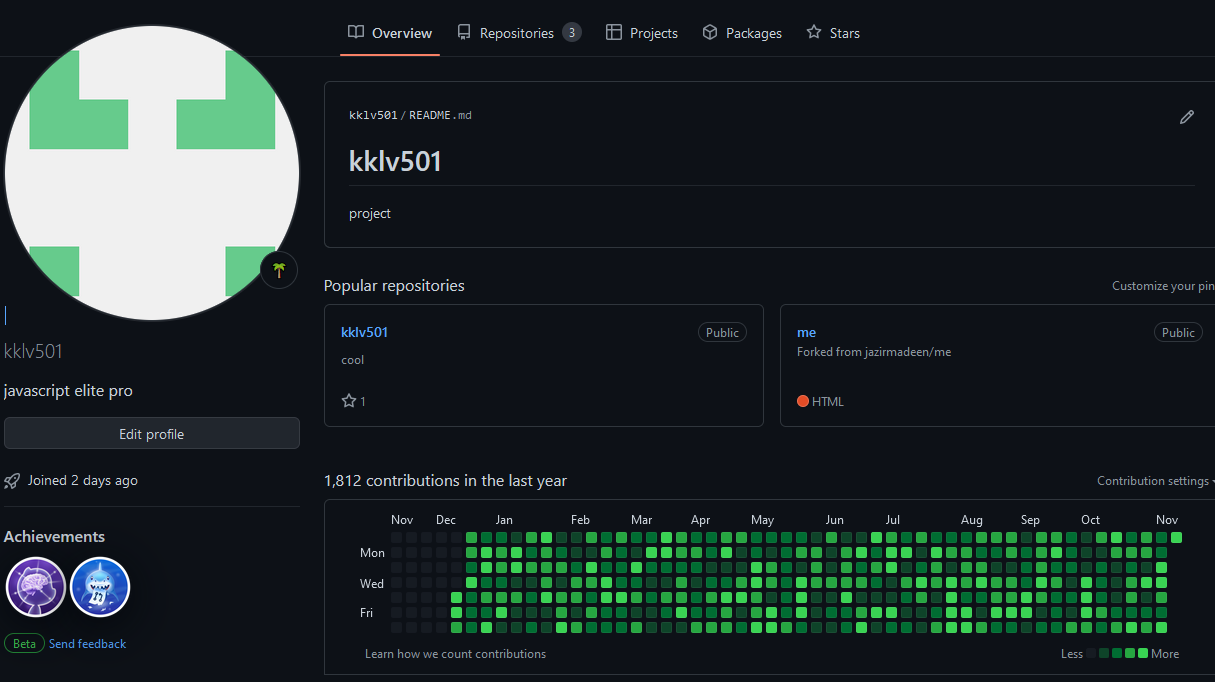 Overview Repositories 3 Projects Packages Stars
kklv501/README.md
kklv501
project
kklv501
javascript elite pro
Edit profile
Joined 2 days ago
Achievements
Beta Send feedback
Popular repositories
Customize your pin
kklv501 Public
cool
1
me Public
Forked from jazirmadeen/me
HTML
1,812 contributions in the last year
Contribution settings
Nov Dec Jan Feb Mar Apr May Jun Jul Aug Sep Oct Nov
Mon
Wed
Fri
Learn how we count contributions
Less More